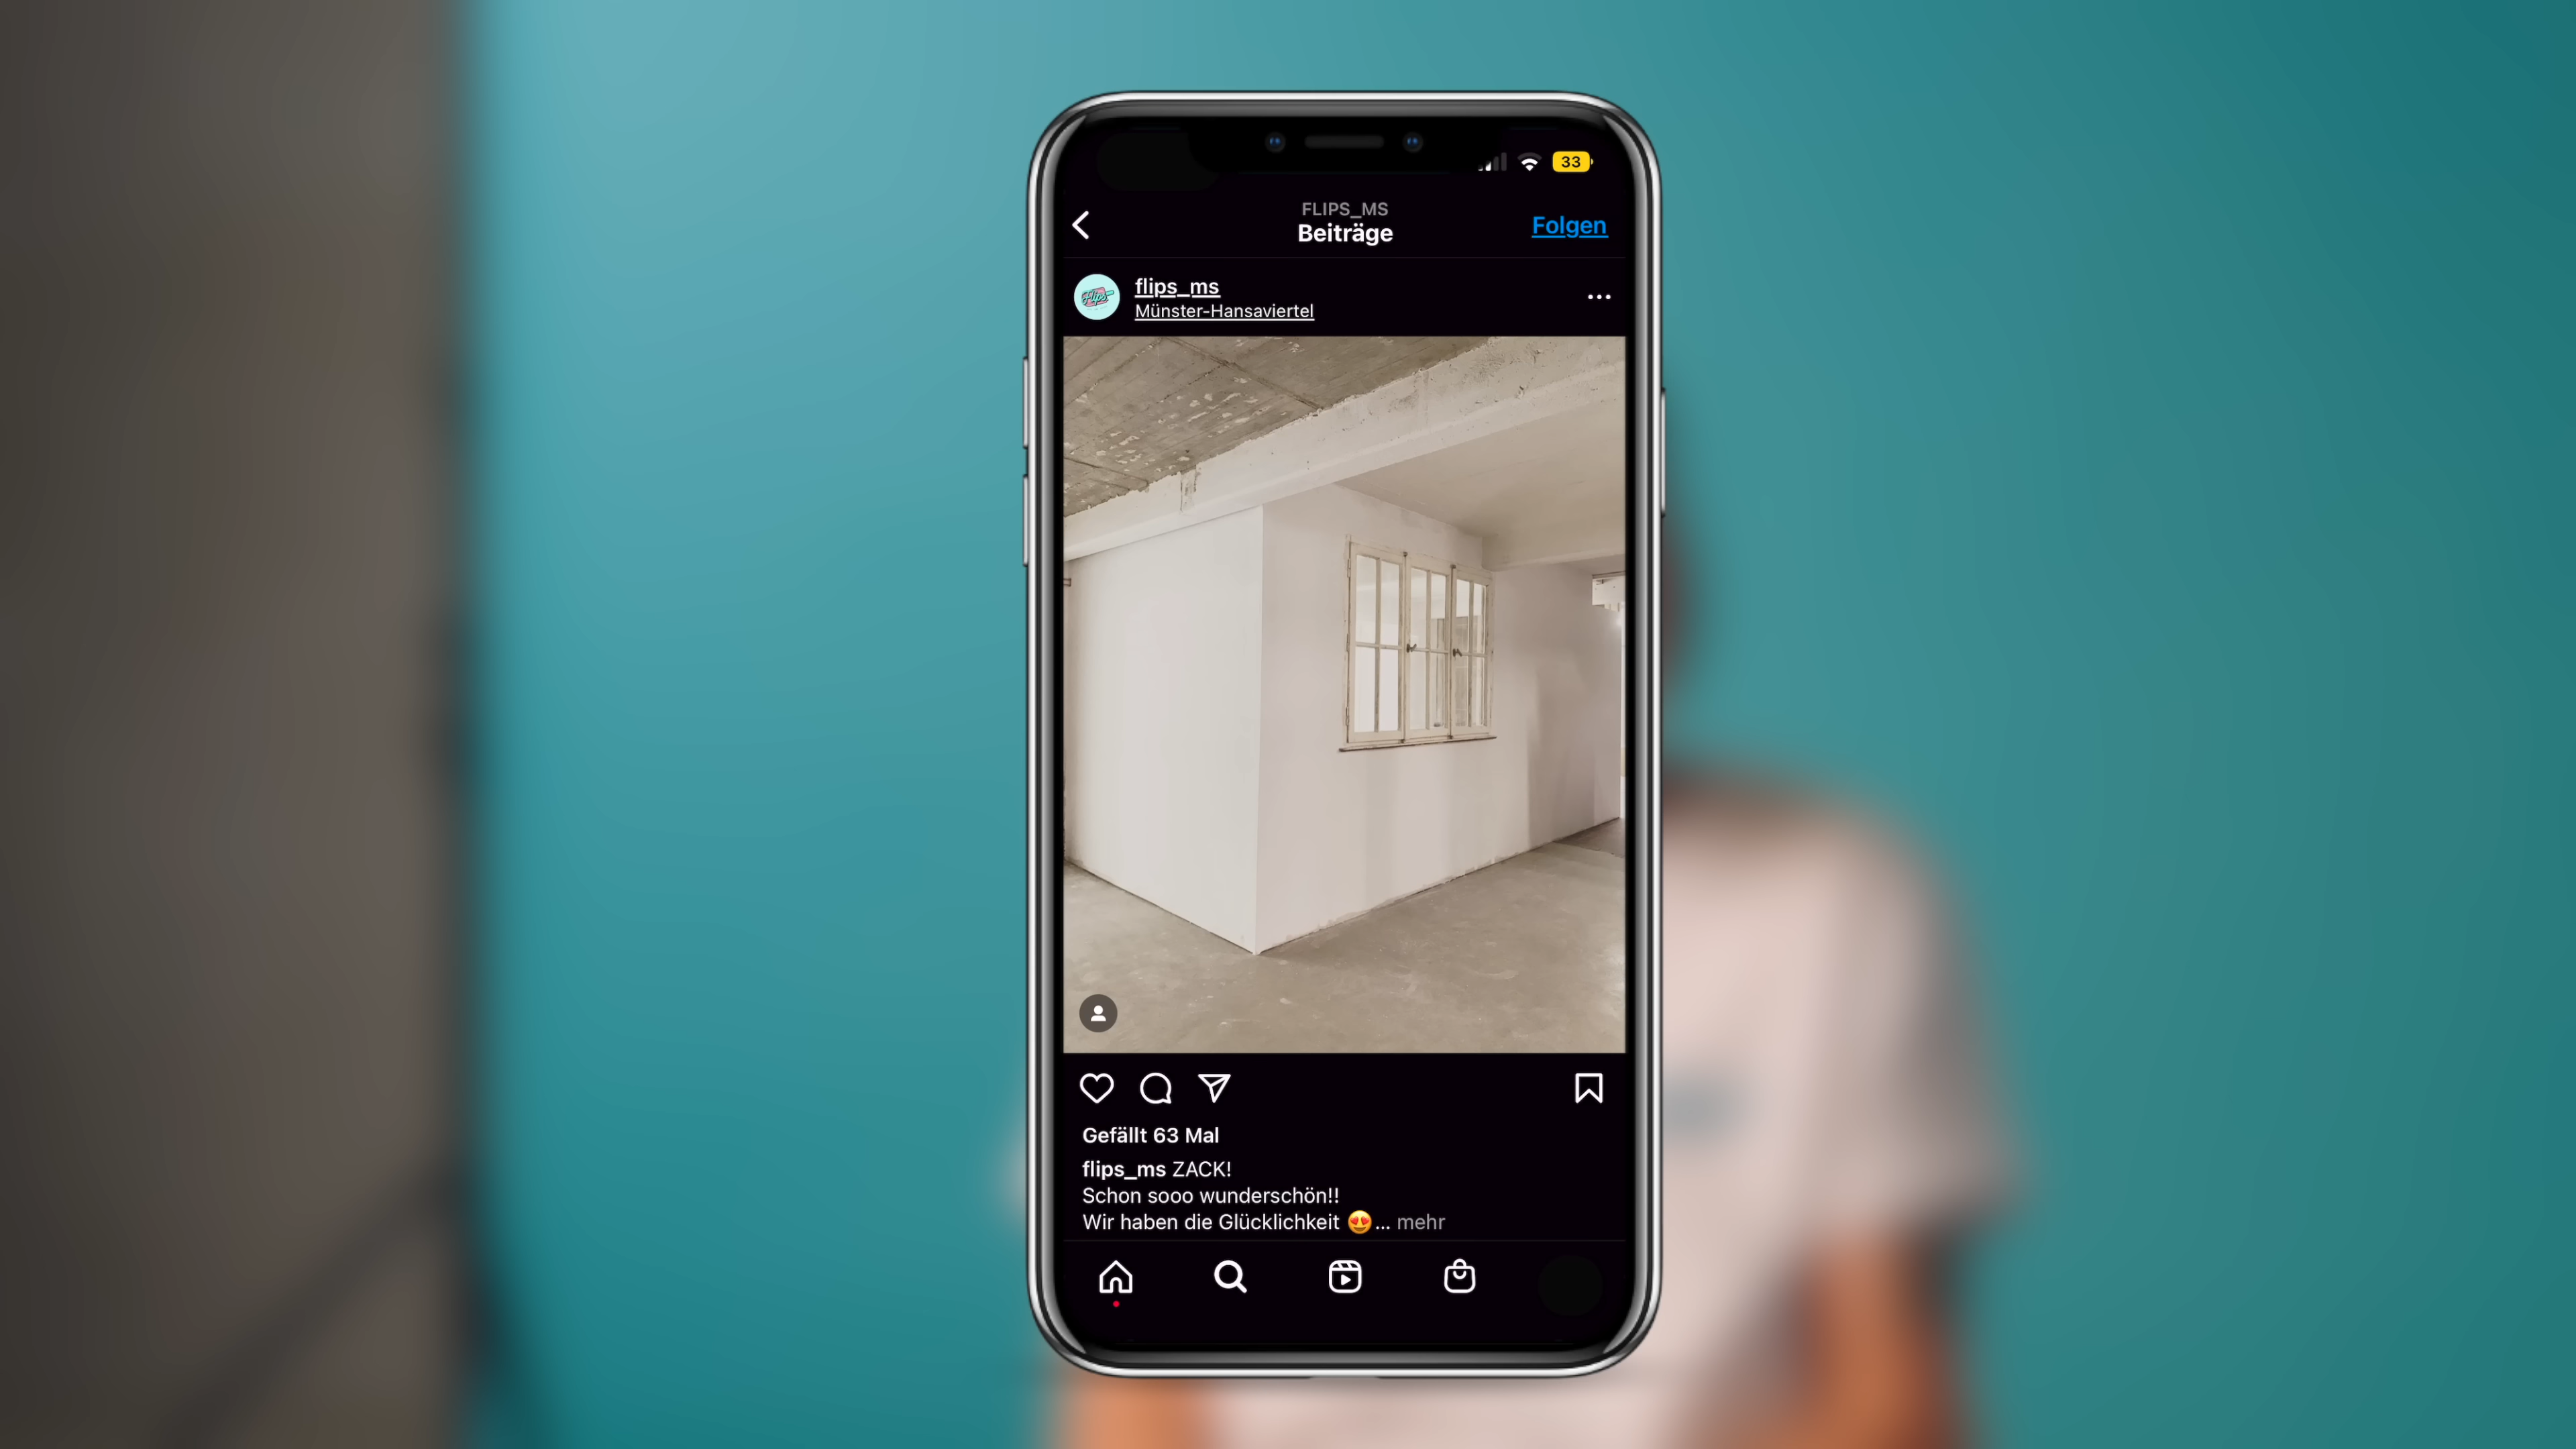 33
FLIPS_MS
Beiträge
Folgen
flips_ms
Münster-Hansaviertel
Flips
Gefällt 63 Mal
flips_ms ZACK!
Schon sooo wunderschön!!
Wir haben die Glücklichkeit 😍... mehr